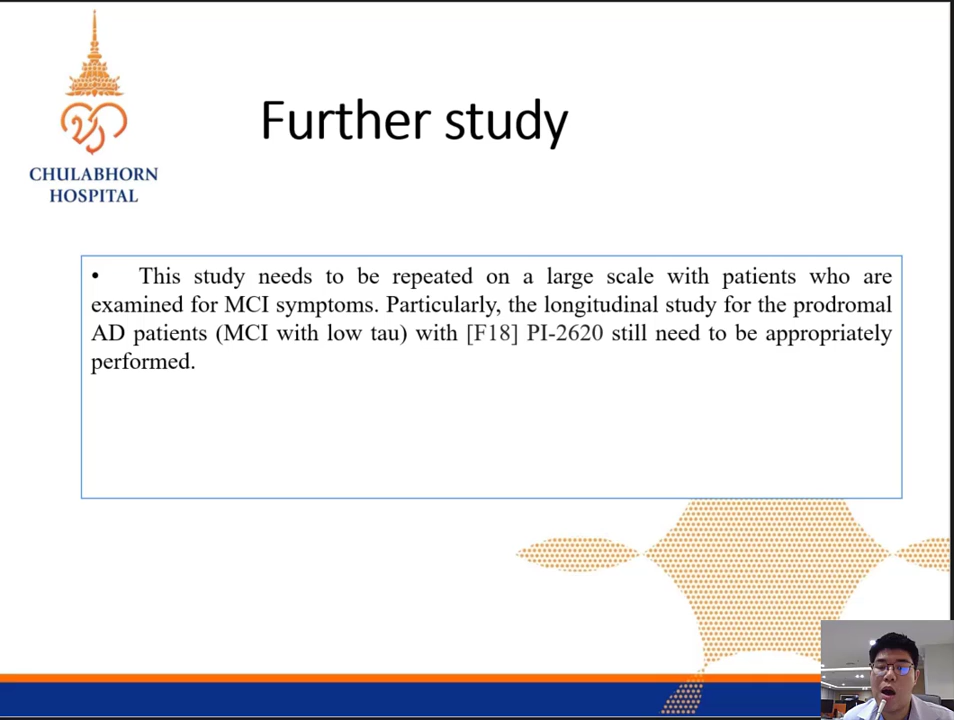 CHULABHORN
HOSPITAL
Further study
• This study needs to be repeated on a large scale with patients who are
examined for MCI symptoms. Particularly, the longitudinal study for the prodromal
AD patients (MCI with low tau) with [F18] PI-2620 still need to be appropriately
performed.